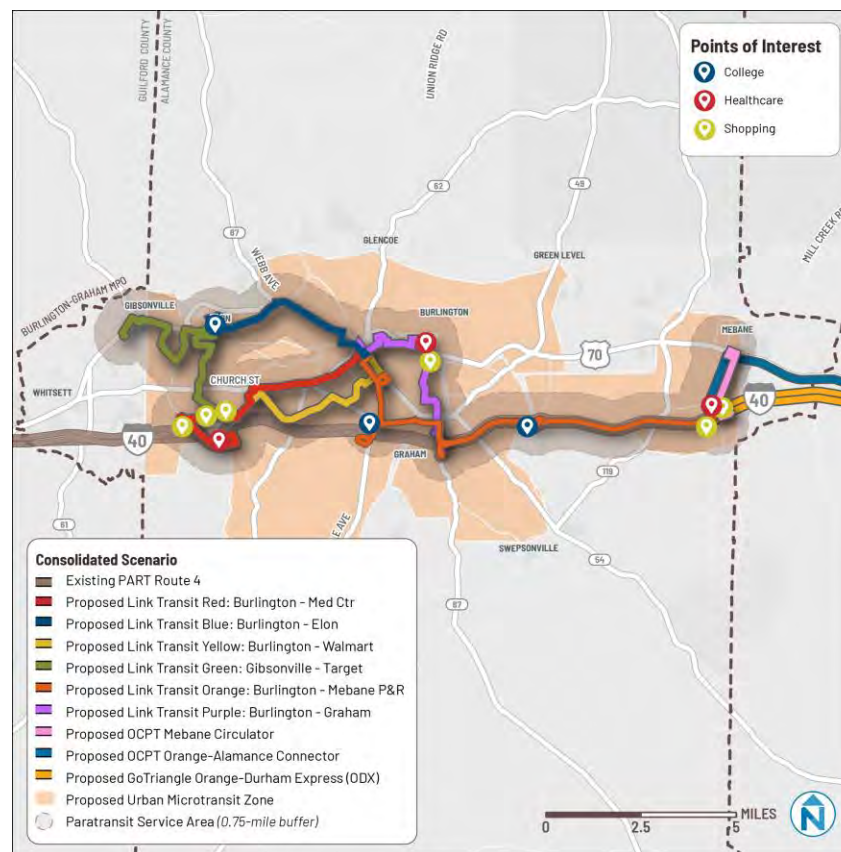 GUILFORD COUNTY
ALAMANCE COUNTY
UNION RIDGE RD
Points of Interest
College
Healthcare
Shopping
62
49
87
WEBB AVE
GLENCOE
GREEN LEVEL
MILL CREEK R
BURLINGTON-GRAHAM MPO
GIBSONVILLE
BURLINGTON
MEBANE
70
WHITSETT
CHURCH ST
40
40
GRAHAM
119
61
E AVE
SWEPSONVILLE
54
87
Consolidated Scenario
Existing PART Route 4
Proposed Link Transit Red: Burlington - Med Ctr
Proposed Link Transit Blue: Burlington - Elon
Proposed Link Transit Yellow: Burlington - Walmart
Proposed Link Transit Green: Gibsonville - Target
Proposed Link Transit Orange: Burlington - Mebane P&R
Proposed Link Transit Purple: Burlington - Graham
Proposed OCPT Mebane Circulator
Proposed OCPT Orange-Alamance Connector
Proposed GoTriangle Orange-Durham Express (ODX)
Proposed Urban Microtransit Zone
Paratransit Service Area (0.75-mile buffer)
MILES
0 2.5 5
N